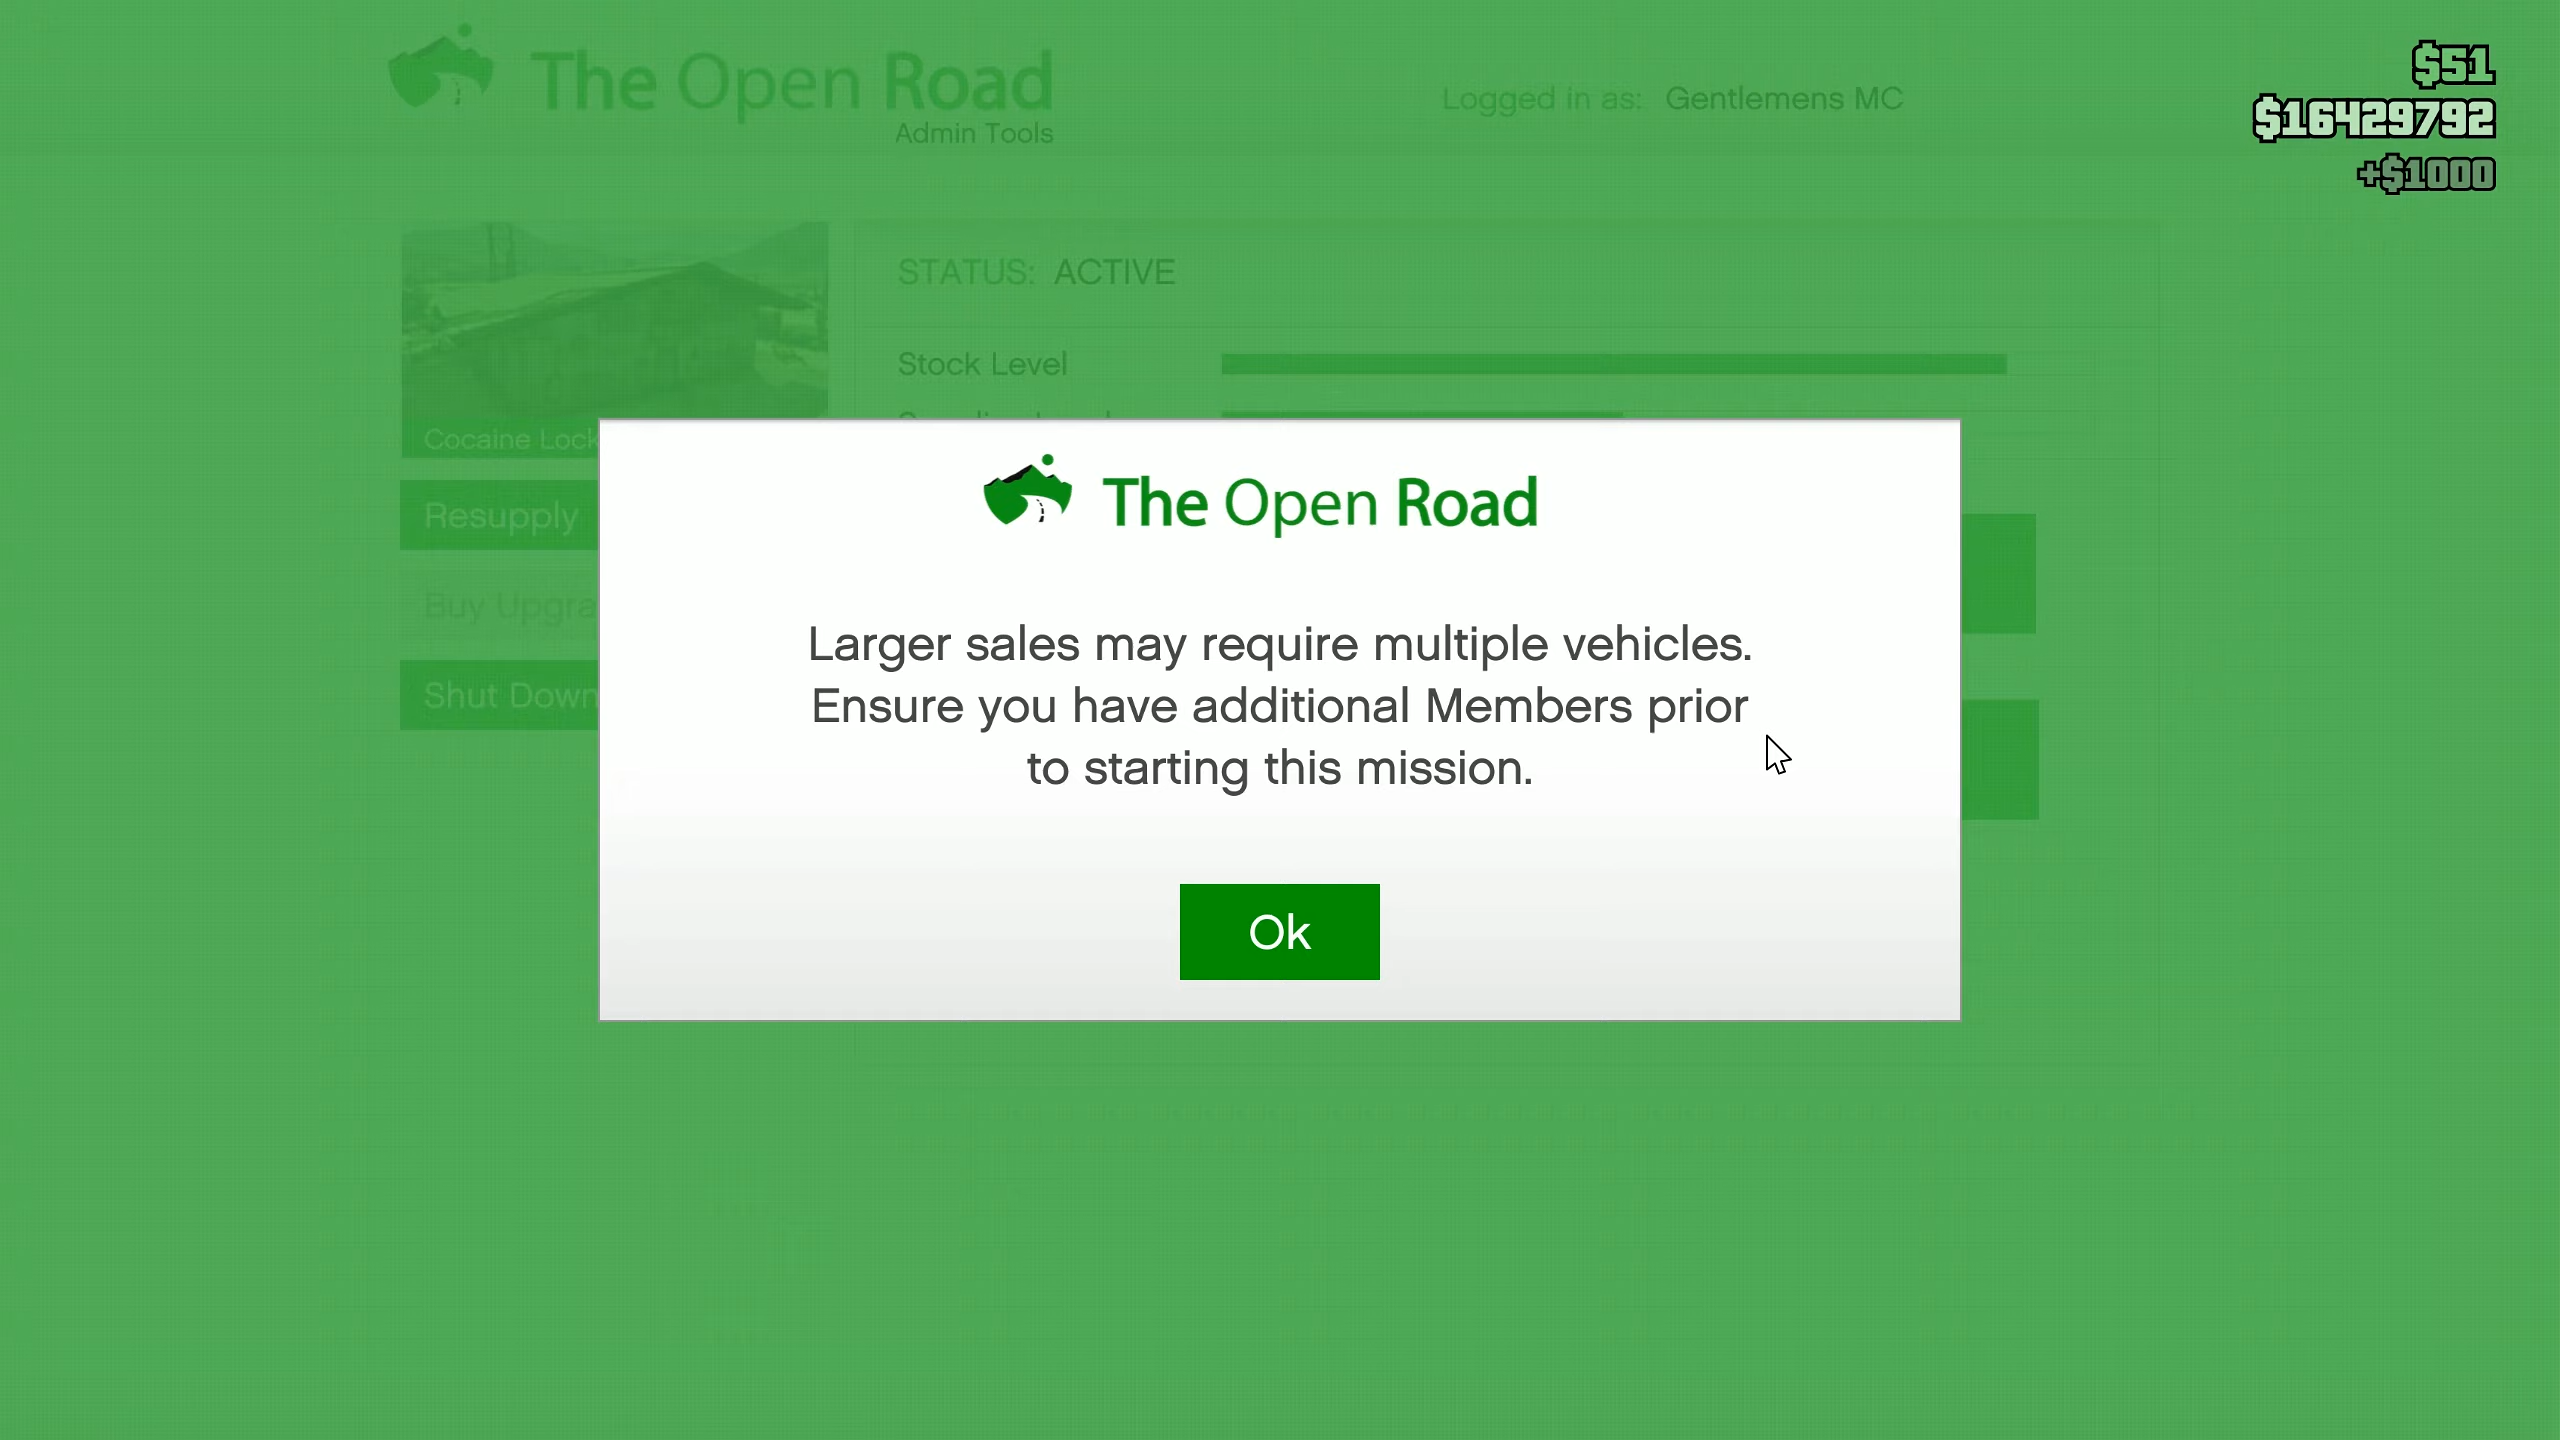 The Open Road
Admin Tools
Logged in as: Gentlemens MC
$51
$16429792
+$1000
STATUS: ACTIVE
Stock Level
Cocaine Lock
Resupply
Buy Upgra
Shut Down
The Open Road
Larger sales may require multiple vehicles.
Ensure you have additional Members prior
to starting this mission.
Ok